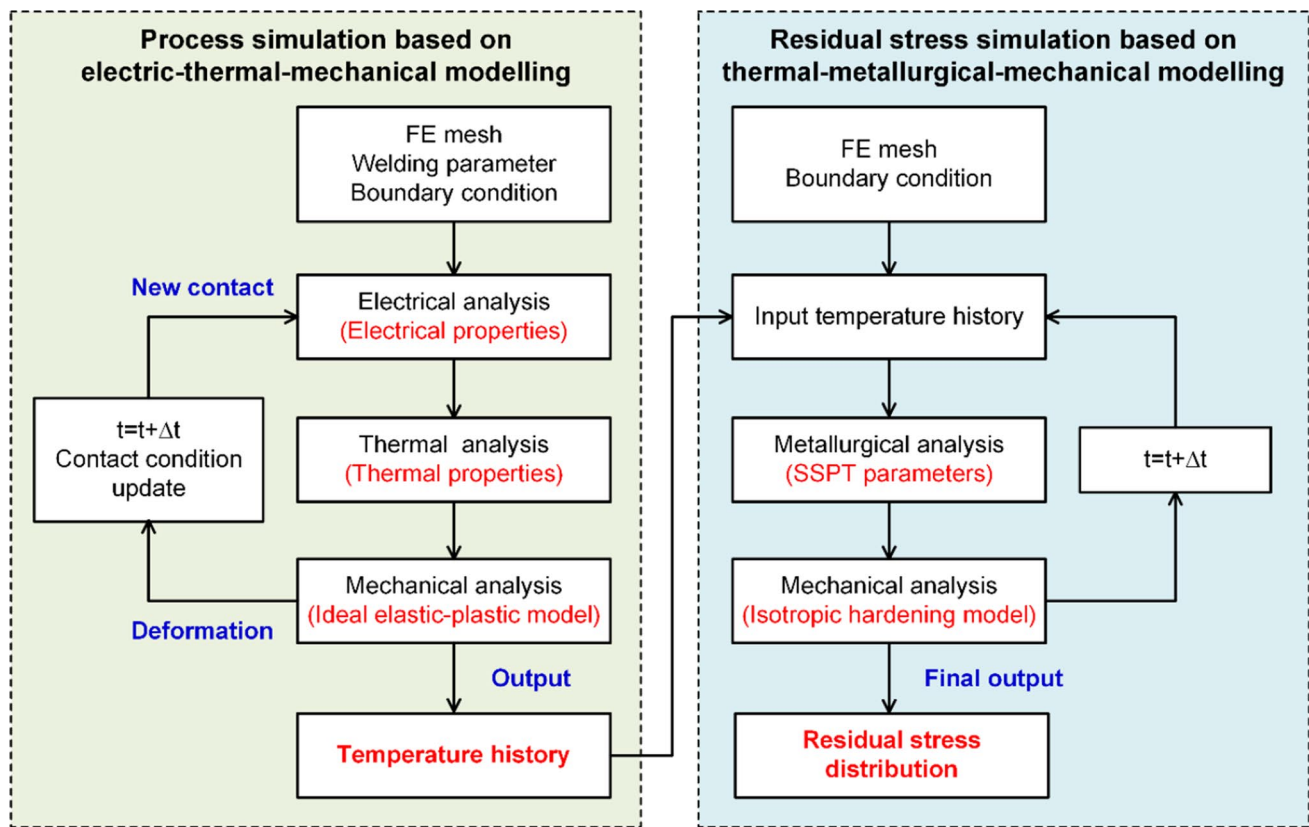 Process simulation based on
electric-thermal-mechanical modelling
FE mesh
Welding parameter
Boundary condition
New contact
Electrical analysis
(Electrical properties)
t=t+Δt
Contact condition
update
Thermal analysis
(Thermal properties)
Mechanical analysis
(Ideal elastic-plastic model)
Deformation
Output
Temperature history
Residual stress simulation based on
thermal-metallurgical-mechanical modelling
FE mesh
Boundary condition
Input temperature history
Metallurgical analysis
(SSPT parameters)
t=t+Δt
Mechanical analysis
(Isotropic hardening model)
Final output
Residual stress
distribution